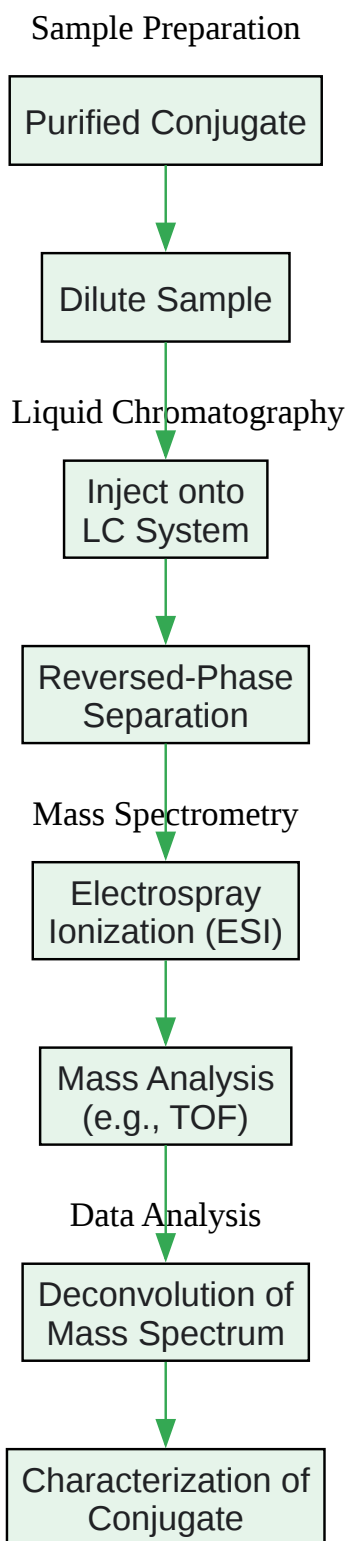 Sample Preparation
Purified Conjugate
Dilute Sample
Liquid Chromatography
Inject onto
LC System
Reversed-Phase
Separation
Mass Spectrometry
Electrospray
Ionization (ESI)
Mass Analysis
(e.g., TOF)
Data Analysis
Deconvolution of
Mass Spectrum
Characterization of
Conjugate